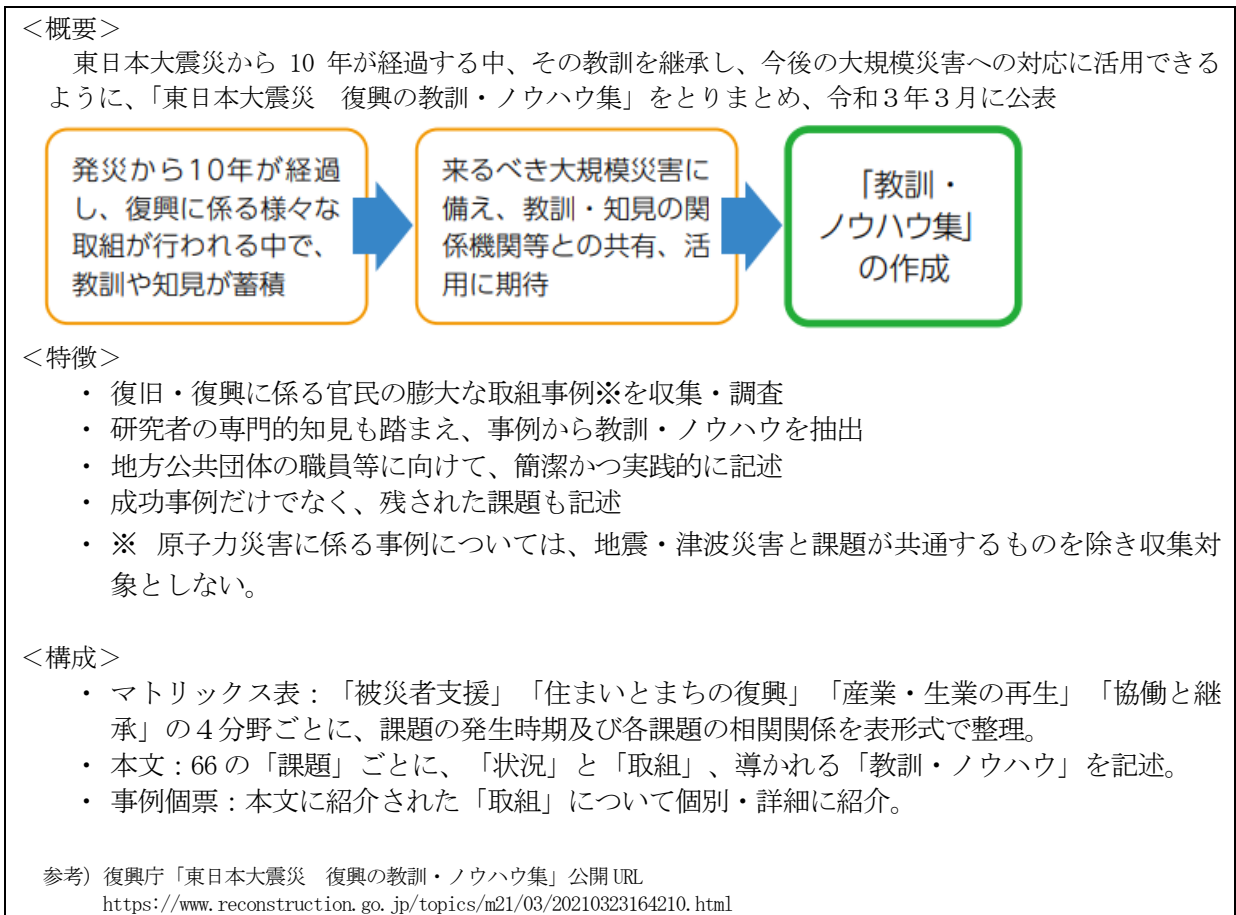 ＜概要＞
東日本大震災から 10 年が経過する中、その教訓を継承し、今後の大規模災害への対応に活用できる
ように、「東日本大震災　復興の教訓・ノウハウ集」をとりまとめ、令和３年３月に公表
発災から10年が経過
し、復興に係る様々な
取組が行われる中で、
教訓や知見が蓄積
来るべき大規模災害に
備え、教訓・知見の関
係機関等との共有、活
用に期待
「教訓・
ノウハウ集」
の作成
＜特徴＞
・ 復旧・復興に係る官民の膨大な取組事例※を収集・調査
・ 研究者の専門的知見も踏まえ、事例から教訓・ノウハウを抽出
・ 地方公共団体の職員等に向けて、簡潔かつ実践的に記述
・ 成功事例だけでなく、残された課題も記述
・ ※ 原子力災害に係る事例については、地震・津波災害と課題が共通するものを除き収集対
象としない。
＜構成＞
・ マトリックス表：「被災者支援」「住まいとまちの復興」「産業・生業の再生」「協働と継
承」の４分野ごとに、課題の発生時期及び各課題の相関関係を表形式で整理。
・ 本文：66 の「課題」ごとに、「状況」と「取組」、導かれる「教訓・ノウハウ」を記述。
・ 事例個票：本文に紹介された「取組」について個別・詳細に紹介。
参考）復興庁「東日本大震災　復興の教訓・ノウハウ集」公開 URL
https://www.reconstruction.go.jp/topics/m21/03/20210323164210.html